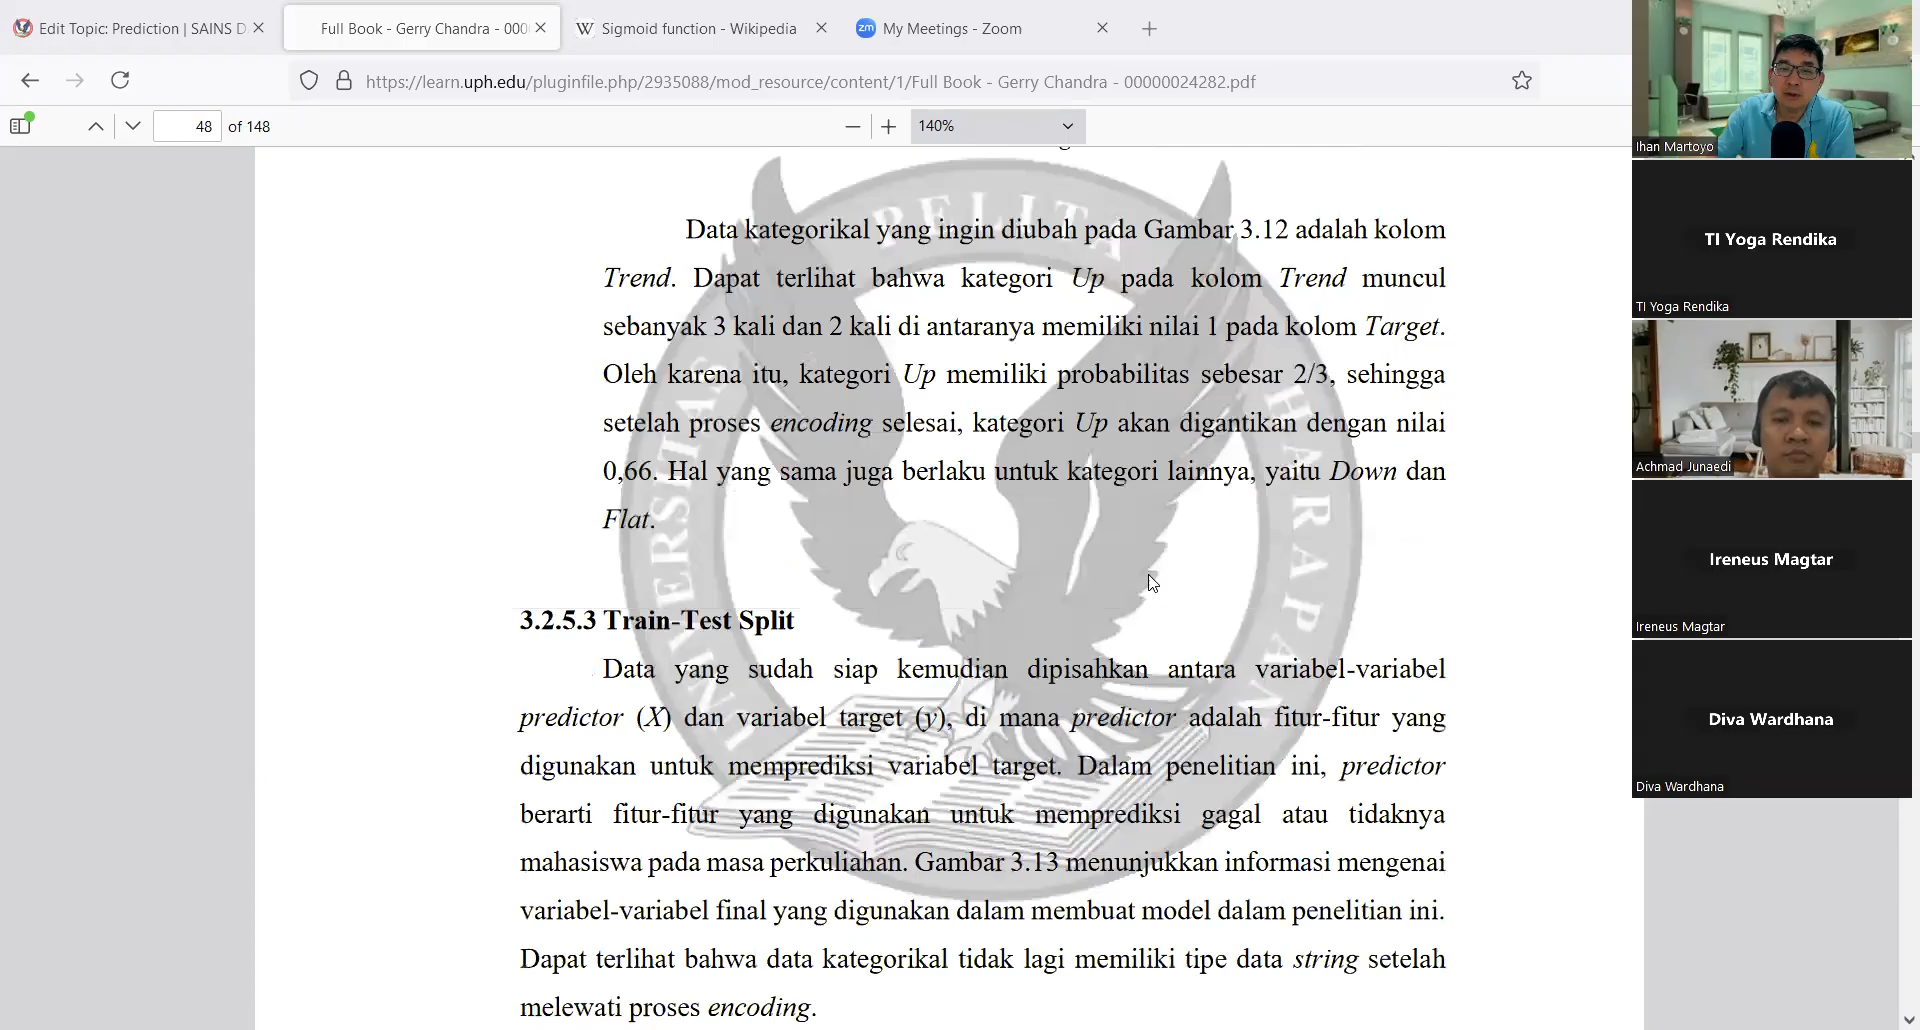 Edit Topic: Prediction | SAINS D
Full Book - Gerry Chandra - 000
Sigmoid function - Wikipedia
zm My Meetings - Zoom
https://learn.uph.edu/pluginfile.php/2935088/mod_resource/content/1/Full Book - Gerry Chandra - 00000024282.pdf
48 of 148
140%
Data kategorikal yang ingin diubah pada Gambar 3.12 adalah kolom
Trend. Dapat terlihat bahwa kategori Up pada kolom Trend muncul
sebanyak 3 kali dan 2 kali di antaranya memiliki nilai 1 pada kolom Target.
Oleh karena itu, kategori Up memiliki probabilitas sebesar 2/3, sehingga
setelah proses encoding selesai, kategori Up akan digantikan dengan nilai
0,66. Hal yang sama juga berlaku untuk kategori lainnya, yaitu Down dan
Flat.
3.2.5.3 Train-Test Split
Data yang sudah siap kemudian dipisahkan antara variabel-variabel
predictor (X) dan variabel target (y), di mana predictor adalah fitur-fitur yang
digunakan untuk memprediksi variabel target. Dalam penelitian ini, predictor
berarti fitur-fitur yang digunakan untuk memprediksi gagal atau tidaknya
mahasiswa pada masa perkuliahan. Gambar 3.13 menunjukkan informasi mengenai
variabel-variabel final yang digunakan dalam membuat model dalam penelitian ini.
Dapat terlihat bahwa data kategorikal tidak lagi memiliki tipe data string setelah
melewati proses encoding.
UNIVERSITAS PELITA HARAPAN
Ihan Martoyo
TI Yoga Rendika
TI Yoga Rendika
Achmad Junaedi
Ireneus Magtar
Ireneus Magtar
Diva Wardhana
Diva Wardhana